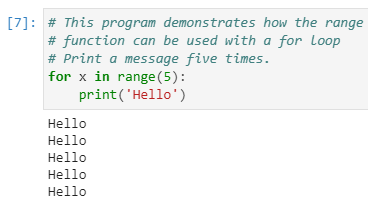 [7]: # This program demonstrates how the range
# function can be used with a for loop
# Print a message five times.
for x in range(5):
    print('Hello')
Hello
Hello
Hello
Hello
Hello